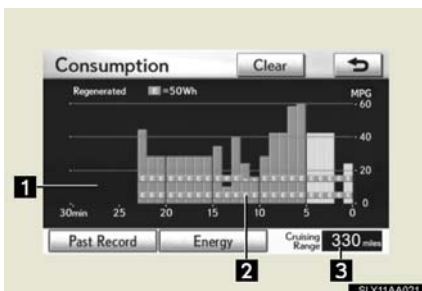 Consumption Clear
Regenerated E =50Wh MPG
60
40
1
20
0
30min 25 20 15 10 5 0
Past Record Energy Cruising Range 330 miles
2 3
SLX11AA021